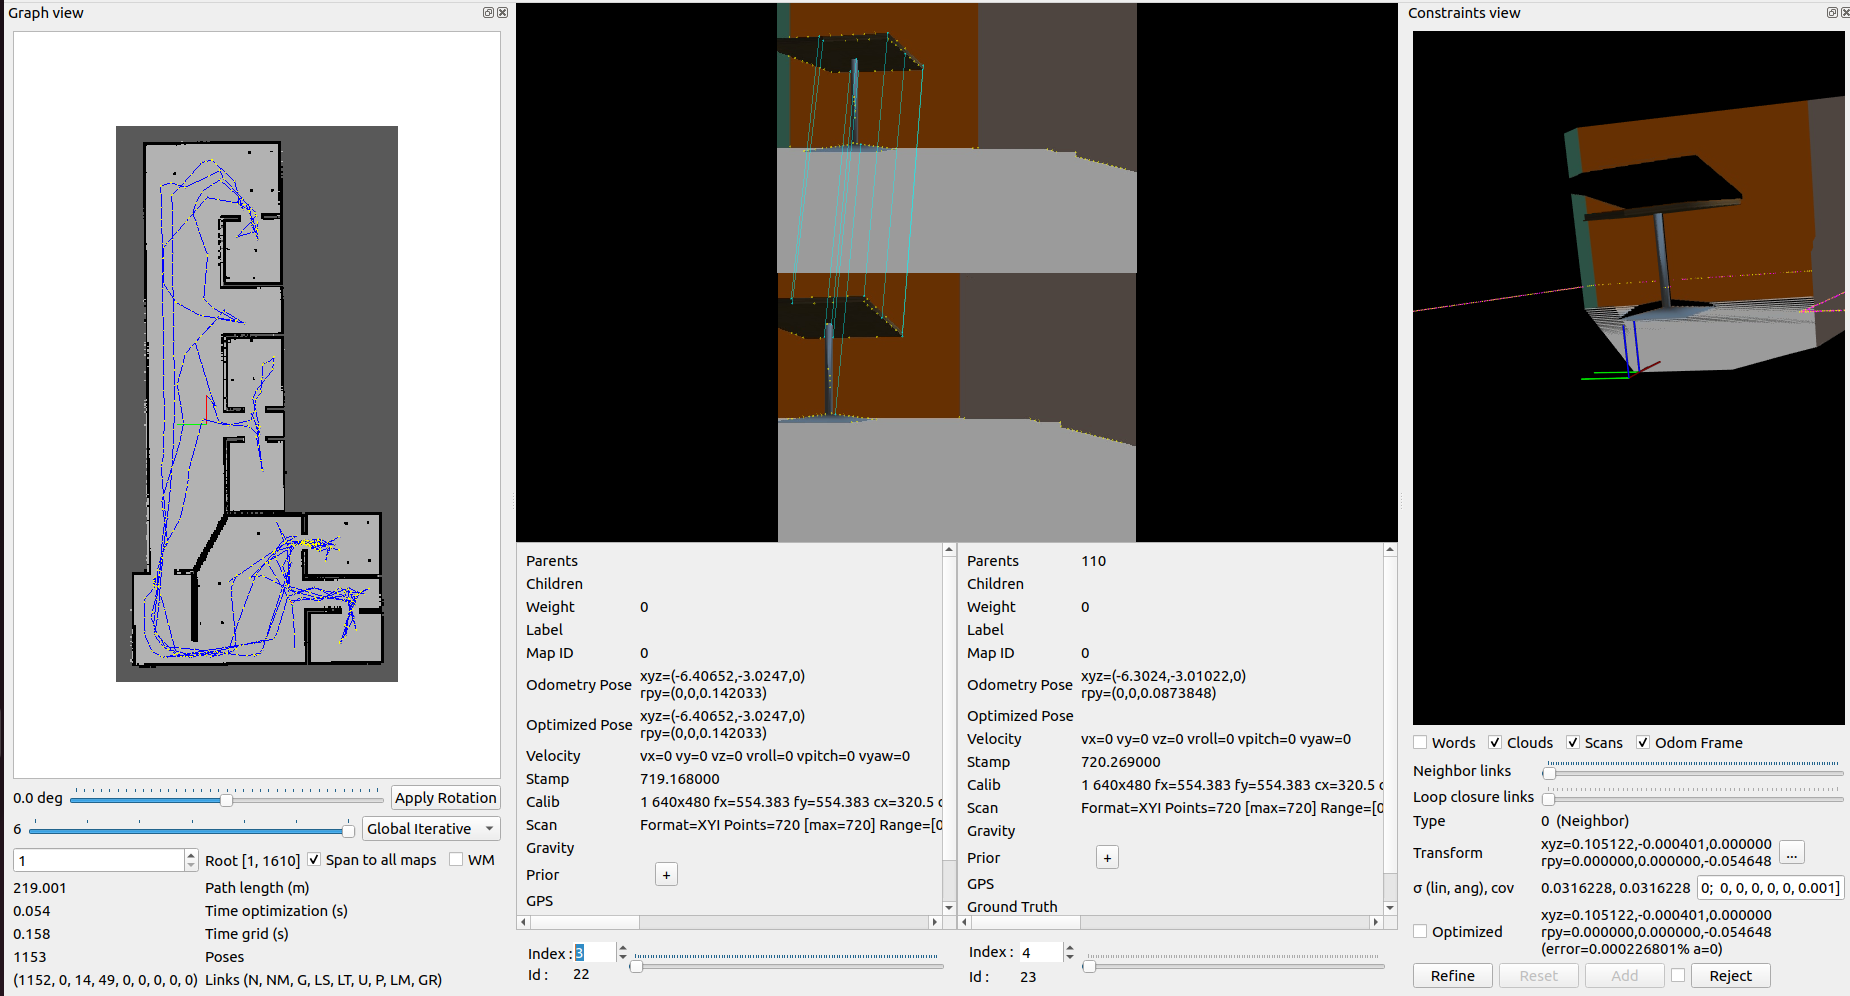 Graph view
Constraints view
0.0 deg
Apply Rotation
6
Global Iterative
1
Root [1, 1610]
Span to all maps
WM
219.001
Path length (m)
0.054
Time optimization (s)
0.158
Time grid (s)
1153
Poses
(1152, 0, 14, 49, 0, 0, 0, 0, 0)
Links (N, NM, G, LS, LT, U, P, LM, GR)
Parents
Children
Weight 0
Label
Map ID 0
Odometry Pose xyz=(-6.40652,-3.0247,0)
rpy=(0,0,0.142033)
Optimized Pose xyz=(-6.40652,-3.0247,0)
rpy=(0,0,0.142033)
Velocity vx=0 vy=0 vz=0 vroll=0 vpitch=0 vyaw=0
Stamp 719.168000
Calib 1 640x480 fx=554.383 fy=554.383 cx=320.5
Scan Format=XYI Points=720 [max=720] Range=[0
Gravity
Prior +
GPS
Index : 3
Id : 22
Parents 110
Children
Weight 0
Label
Map ID 0
Odometry Pose xyz=(-6.3024,-3.01022,0)
rpy=(0,0,0.0873848)
Optimized Pose
Velocity vx=0 vy=0 vz=0 vroll=0 vpitch=0 vyaw=0
Stamp 720.269000
Calib 1 640x480 fx=554.383 fy=554.383 cx=320.5
Scan Format=XYI Points=720 [max=720] Range=[0
Gravity
Prior +
GPS
Ground Truth
Index : 4
Id : 23
Words Clouds Scans Odom Frame
Neighbor links
Loop closure links
Type 0 (Neighbor)
Transform xyz=0.105122,-0.000401,0.000000
rpy=0.000000,0.000000,-0.054648
...
σ (lin, ang), cov 0.0316228, 0.0316228 0; 0, 0, 0, 0, 0, 0.001]
Optimized xyz=0.105122,-0.000401,0.000000
rpy=0.000000,0.000000,-0.054648
(error=0.000226801% a=0)
Refine Reset Add Reject